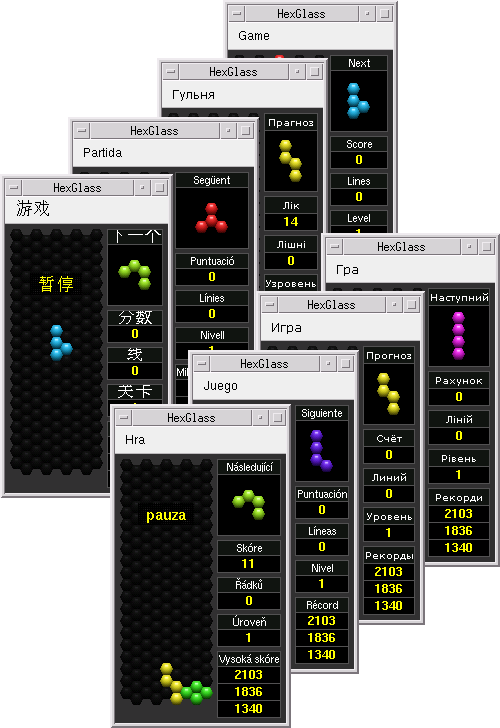 HexGlass
Game
Next
Score
0
Lines
0
Level
HexGlass
Гульня
Прагноз
Лік
14
Лішні
0
Узровень
HexGlass
Partida
Següent
Puntuació
0
Línies
0
Nivell
1
HexGlass
游戏
暂停
下一个
分数
0
线
0
关卡
HexGlass
Гра
Наступний
Рахунок
0
Ліній
0
Рівень
1
Рекорди
2103
1836
1340
HexGlass
Игра
Прогноз
Счёт
0
Линий
0
Уровень
1
Рекорды
2103
1836
1340
HexGlass
Juego
Siguiente
Puntuación
0
Líneas
0
Nivel
1
Récord
2103
1836
1340
HexGlass
Hra
pauza
Následující
Skóre
11
Řádků
0
Úroveň
1
Vysoká skóre
2103
1836
1340